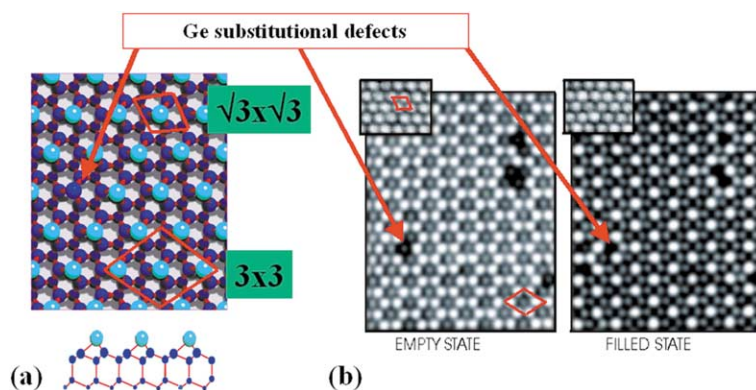 Ge substitutional defects
√3x√3
3x3
EMPTY STATE
FILLED STATE
(a)
(b)